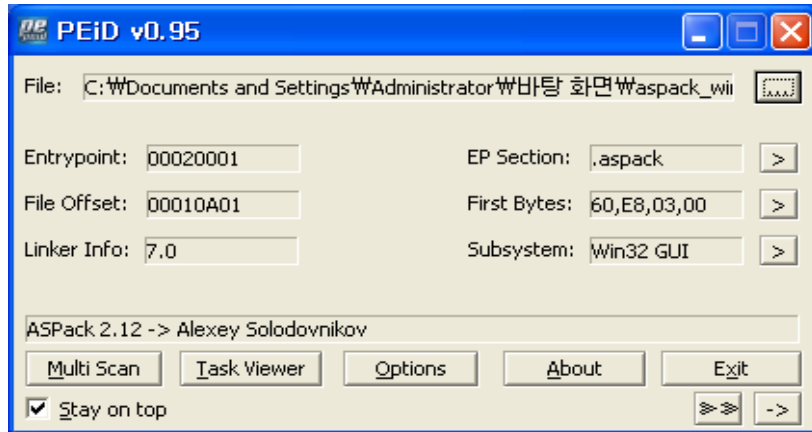 PEiD v0.95
File: C:₩Documents and Settings₩Administrator₩바탕 화면₩aspack_wi
Entrypoint: 00020001 EP Section: .aspack >
File Offset: 00010A01 First Bytes: 60,E8,03,00 >
Linker Info: 7.0 Subsystem: Win32 GUI >
ASPack 2.12 -> Alexey Solodovnikov
Multi Scan Task Viewer Options About Exit
Stay on top ->